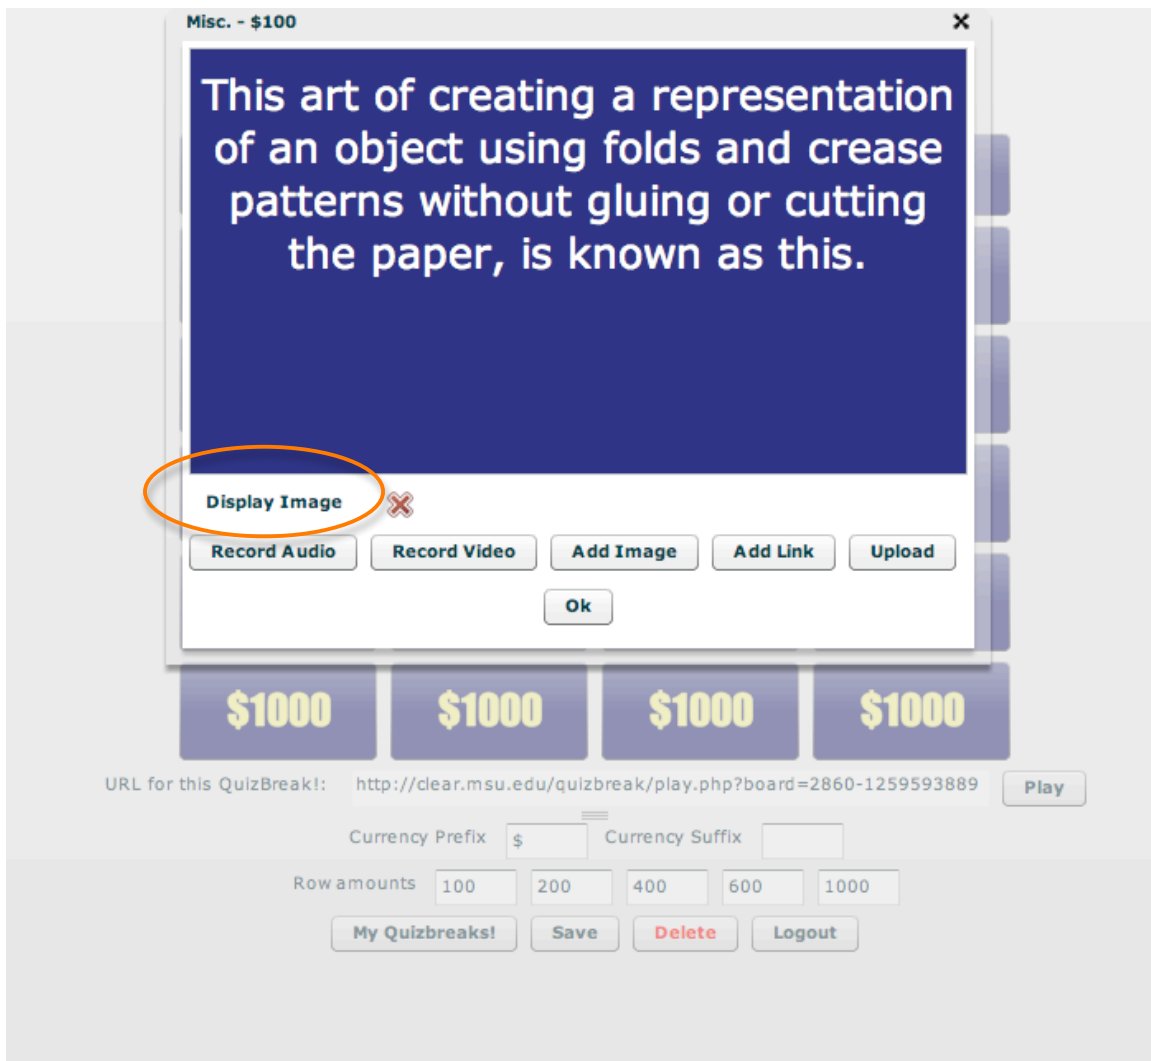 Misc. - $100
This art of creating a representation
of an object using folds and crease
patterns without gluing or cutting
the paper, is known as this.
Display Image
Record Audio Record Video Add Image Add Link Upload
Ok
$1000 $1000 $1000 $1000
URL for this QuizBreak!: http://clear.msu.edu/quizbreak/play.php?board=2860-1259593889 Play
Currency Prefix $ Currency Suffix
Row amounts 100 200 400 600 1000
My Quizbreaks! Save Delete Logout